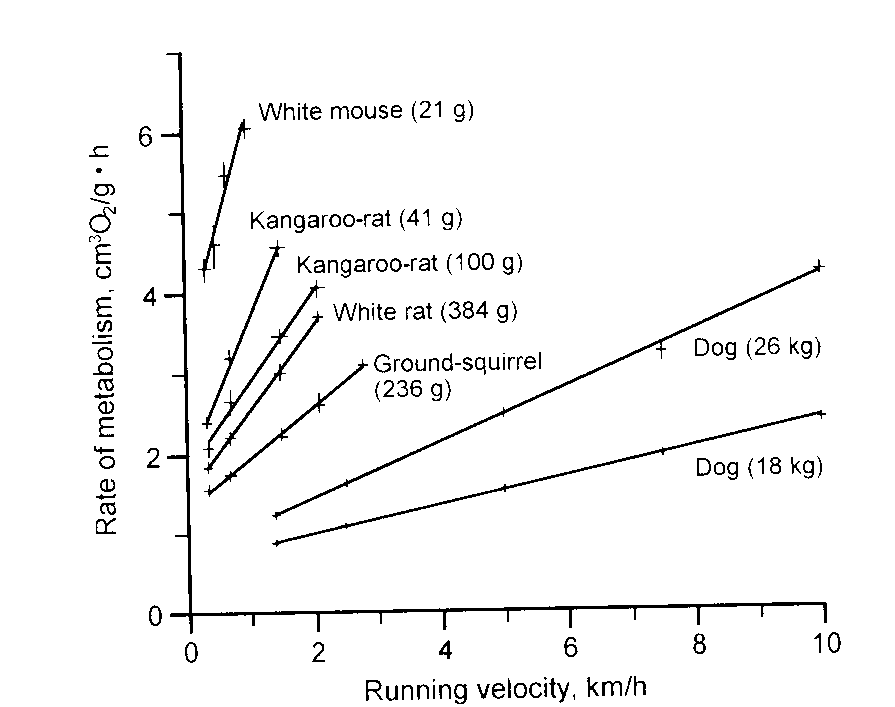 White mouse (21 g)
6
Kangaroo-rat (41 g)
Kangaroo-rat (100 g)
4
White rat (384 g)
Dog (26 kg)
Ground-squirrel
(236 g)
2
Dog (18 kg)
0
0 2 4 6 8 10
Running velocity, km/h
Rate of metabolism, cm³O₂/g • h